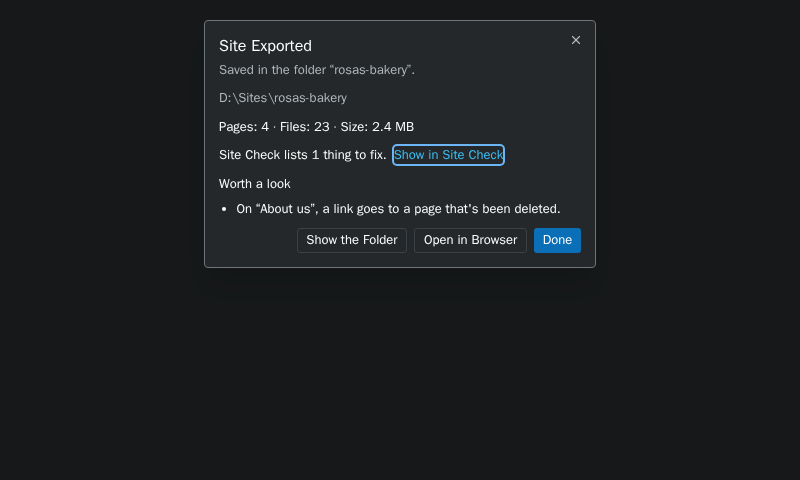 Site Exported
Saved in the folder “rosas-bakery”.
D:\Sites\rosas-bakery
Pages: 4 · Files: 23 · Size: 2.4 MB
Site Check lists 1 thing to fix. Show in Site Check
Worth a look
• On “About us”, a link goes to a page that's been deleted.
Show the Folder Open in Browser Done